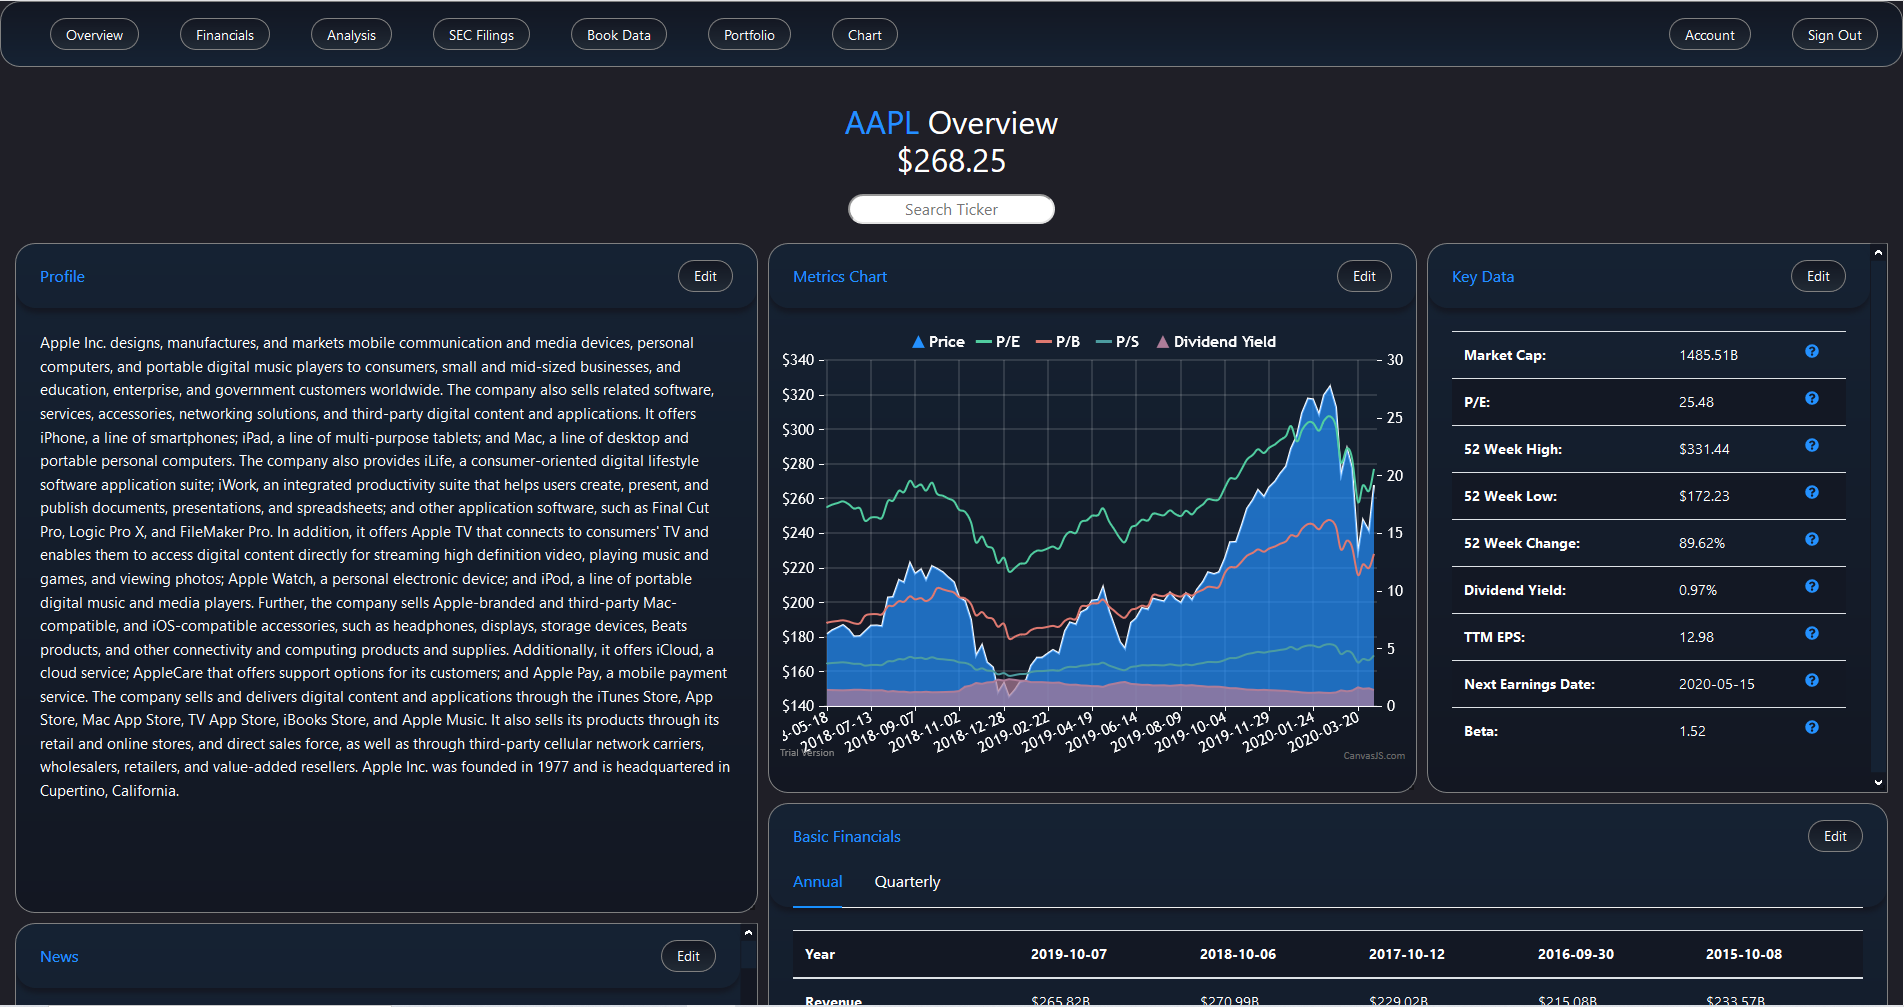 Overview Financials Analysis SEC Filings Book Data Portfolio Chart Account Sign Out
AAPL Overview
$268.25
Search Ticker
Profile Edit
Apple Inc. designs, manufactures, and markets mobile communication and media devices, personal
computers, and portable digital music players to consumers, small and mid-sized businesses, and
education, enterprise, and government customers worldwide. The company also sells related software,
services, accessories, networking solutions, and third-party digital content and applications. It offers
iPhone, a line of smartphones; iPad, a line of multi-purpose tablets; and Mac, a line of desktop and
portable personal computers. The company also provides iLife, a consumer-oriented digital lifestyle
software application suite; iWork, an integrated productivity suite that helps users create, present, and
publish documents, presentations, and spreadsheets; and other application software, such as Final Cut
Pro, Logic Pro X, and FileMaker Pro. In addition, it offers Apple TV that connects to consumers' TV and
enables them to access digital content directly for streaming high definition video, playing music and
games, and viewing photos; Apple Watch, a personal electronic device; and iPod, a line of portable
digital music and media players. Further, the company sells Apple-branded and third-party Mac-
compatible, and iOS-compatible accessories, such as headphones, displays, storage devices, Beats
products, and other connectivity and computing products and supplies. Additionally, it offers iCloud, a
cloud service; AppleCare that offers support options for its customers; and Apple Pay, a mobile payment
service. The company sells and delivers digital content and applications through the iTunes Store, App
Store, Mac App Store, TV App Store, iBooks Store, and Apple Music. It also sells its products through its
retail and online stores, and direct sales force, as well as through third-party cellular network carriers,
wholesalers, retailers, and value-added resellers. Apple Inc. was founded in 1977 and is headquartered in
Cupertino, California.
News Edit
Metrics Chart Edit
Price P/E P/B P/S Dividend Yield
$340 30
$320
$300 25
$280
$260 20
$240 15
$220
$200 10
$180
$160 5
$140 0
8-05-18 2018-07-13 2018-09-07 2018-11-02 2018-12-28 2019-02-22 2019-04-19 2019-06-14 2019-08-09 2019-10-04 2019-11-29 2020-01-24 2020-03-20
Trial Version CanvasJS.com
Key Data Edit
Market Cap: 1485.51B ?
P/E: 25.48 ?
52 Week High: $331.44 ?
52 Week Low: $172.23 ?
52 Week Change: 89.62% ?
Dividend Yield: 0.97% ?
TTM EPS: 12.98 ?
Next Earnings Date: 2020-05-15 ?
Beta: 1.52 ?
Basic Financials Edit
Annual Quarterly
Year 2019-10-07 2018-10-06 2017-10-12 2016-09-30 2015-10-08
Revenue $265.82B $270.99B $229.02B $215.08B $233.57B